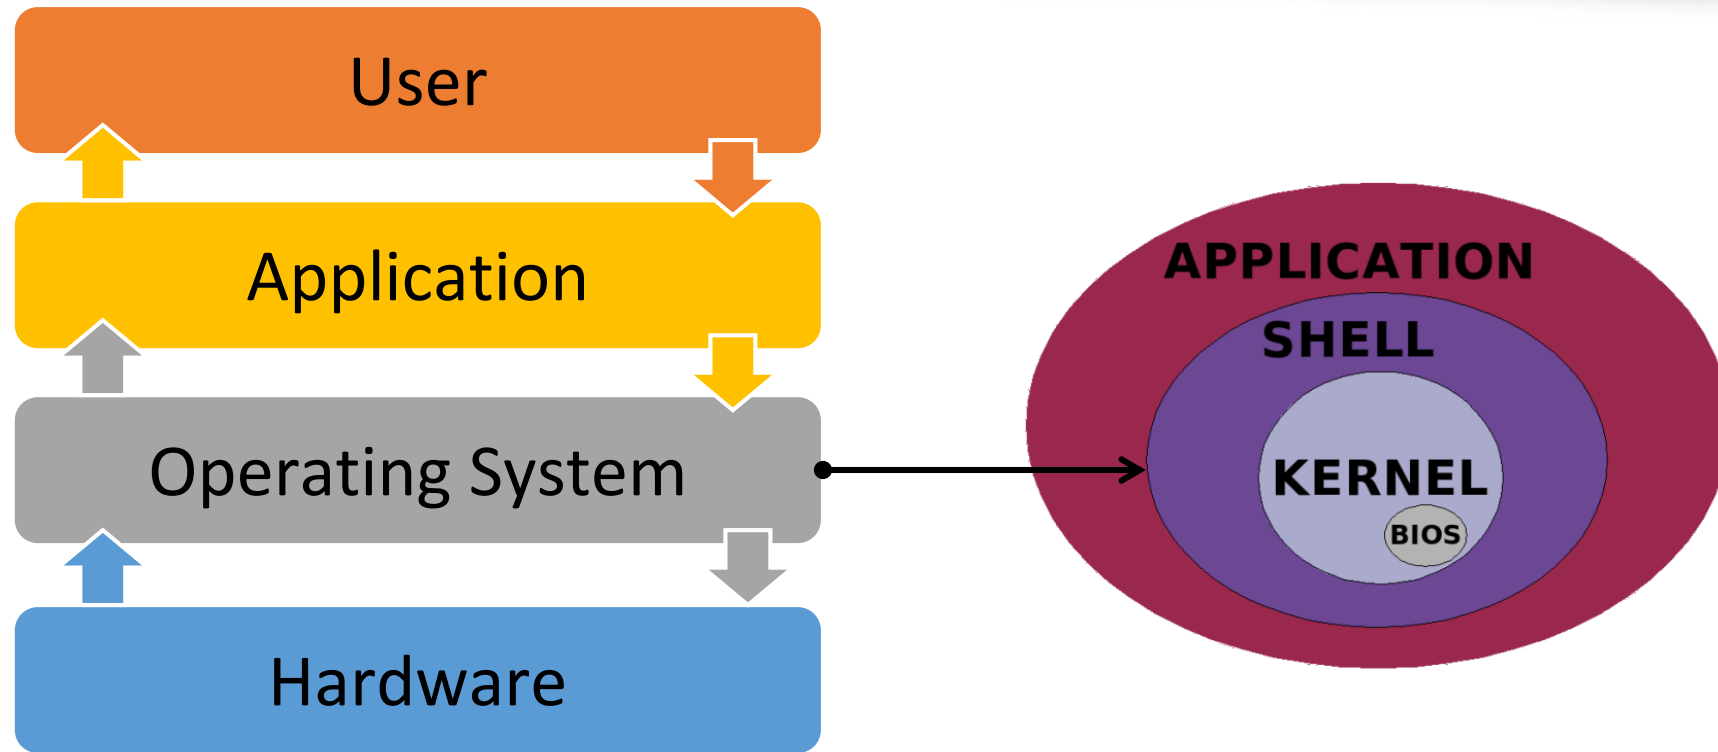 User
Application
Operating System
Hardware
APPLICATION
SHELL
KERNEL
BIOS